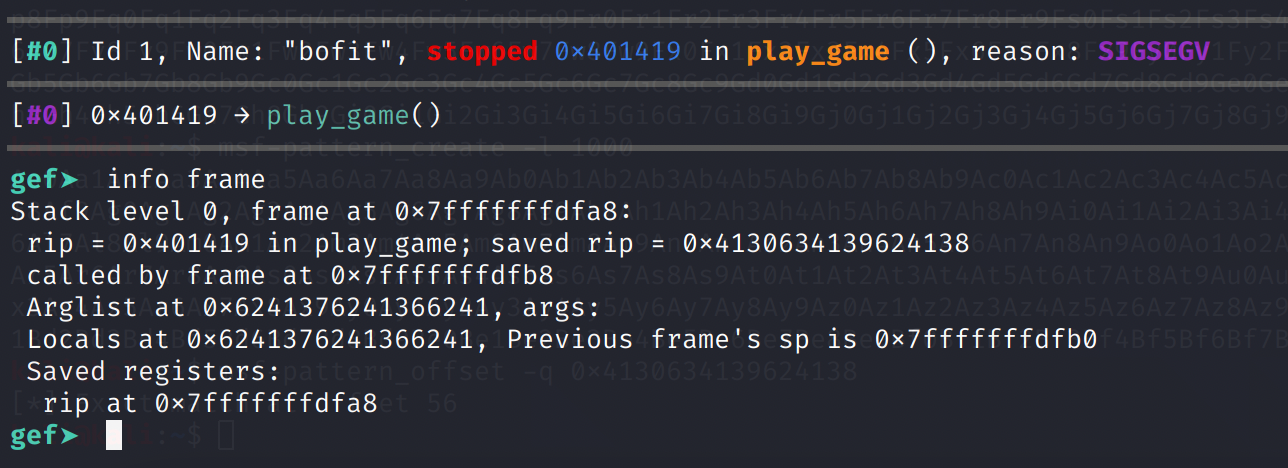 [#0] Id 1, Name: "bofit", stopped 0×401419 in play_game (), reason: SIGSEGV
[#0] 0×401419 → play_game()
gef➤ info frame
Stack level 0, frame at 0×7fffffffdfa8:
rip = 0×401419 in play_game; saved rip = 0×4130634139624138
called by frame at 0×7fffffffdfb8
Arglist at 0×6241376241366241, args:
Locals at 0×6241376241366241, Previous frame's sp is 0×7fffffffdfb0
Saved registers:
rip at 0×7fffffffdfa8
gef➤